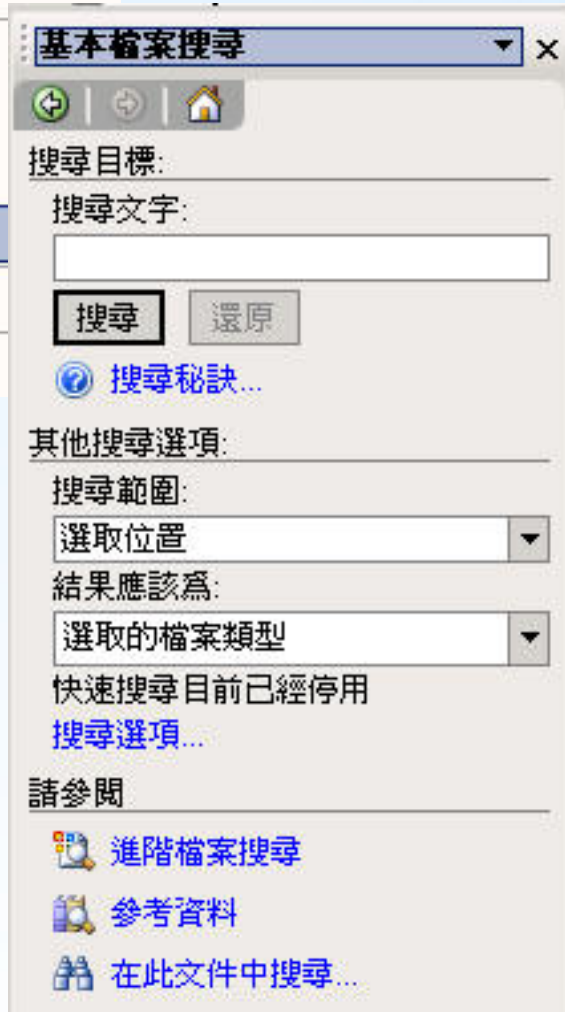 基本檔案搜尋
搜尋目標:
搜尋文字:
搜尋
還原
搜尋秘訣...
其他搜尋選項:
搜尋範圍:
選取位置
結果應該爲:
選取的檔案類型
快速搜尋目前已經停用
搜尋選項...
請參閱
進階檔案搜尋
參考資料
在此文件中搜尋...